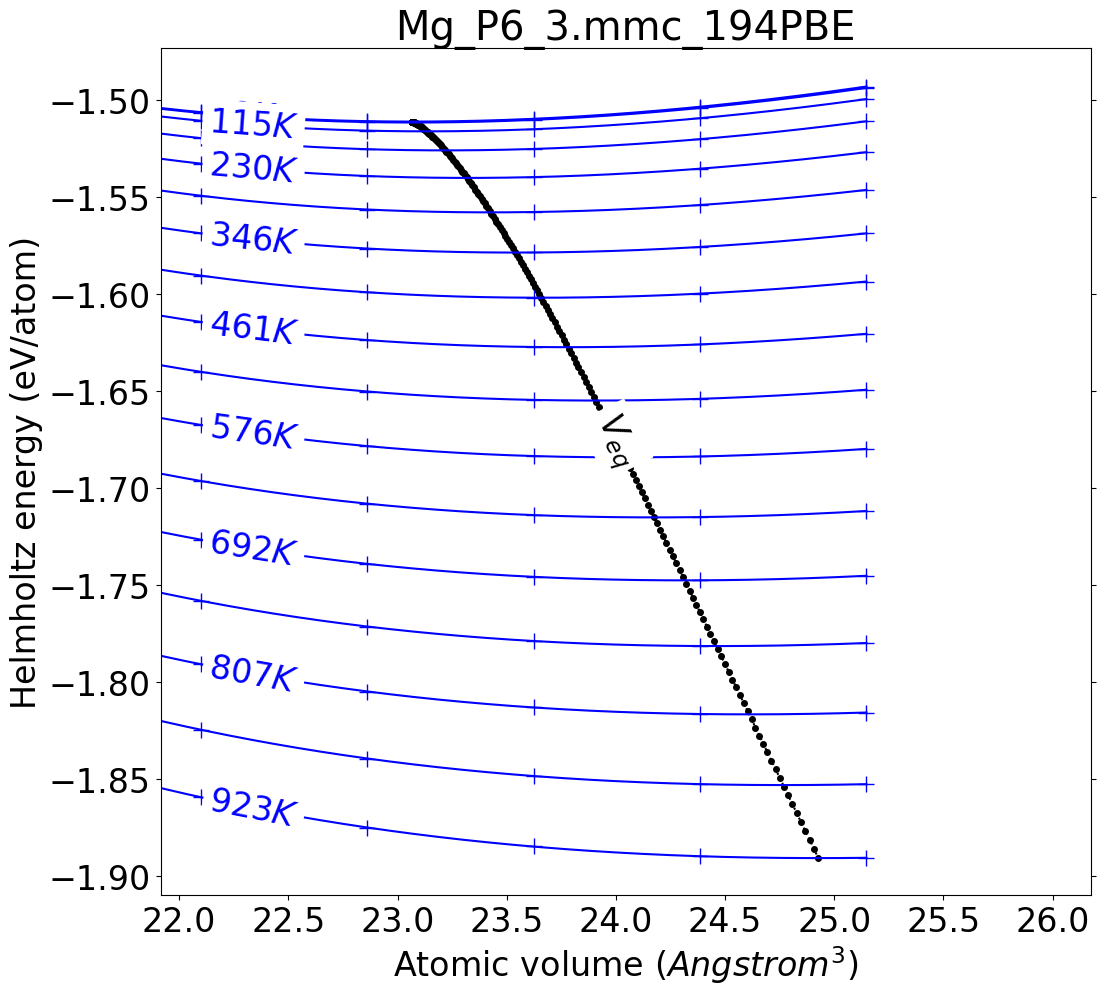 Mg_P6_3.mmc_194PBE
Helmholtz energy (eV/atom)
−1.50
−1.55
−1.60
−1.65
−1.70
−1.75
−1.80
−1.85
−1.90
115K
230K
346K
461K
576K
692K
807K
923K
V_eq
22.0 22.5 23.0 23.5 24.0 24.5 25.0 25.5 26.0
Atomic volume (Angstrom³)